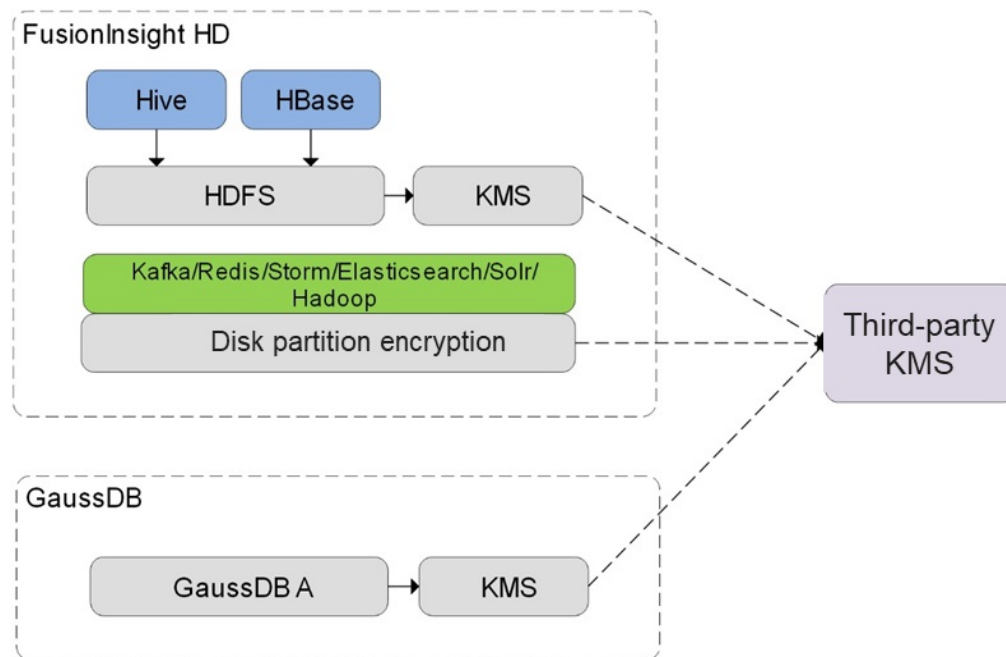 FusionInsight HD
Hive
HBase
HDFS
KMS
Kafka/Redis/Storm/Elasticsearch/Solr/
Hadoop
Disk partition encryption
Third-party
KMS
GaussDB
GaussDB A
KMS